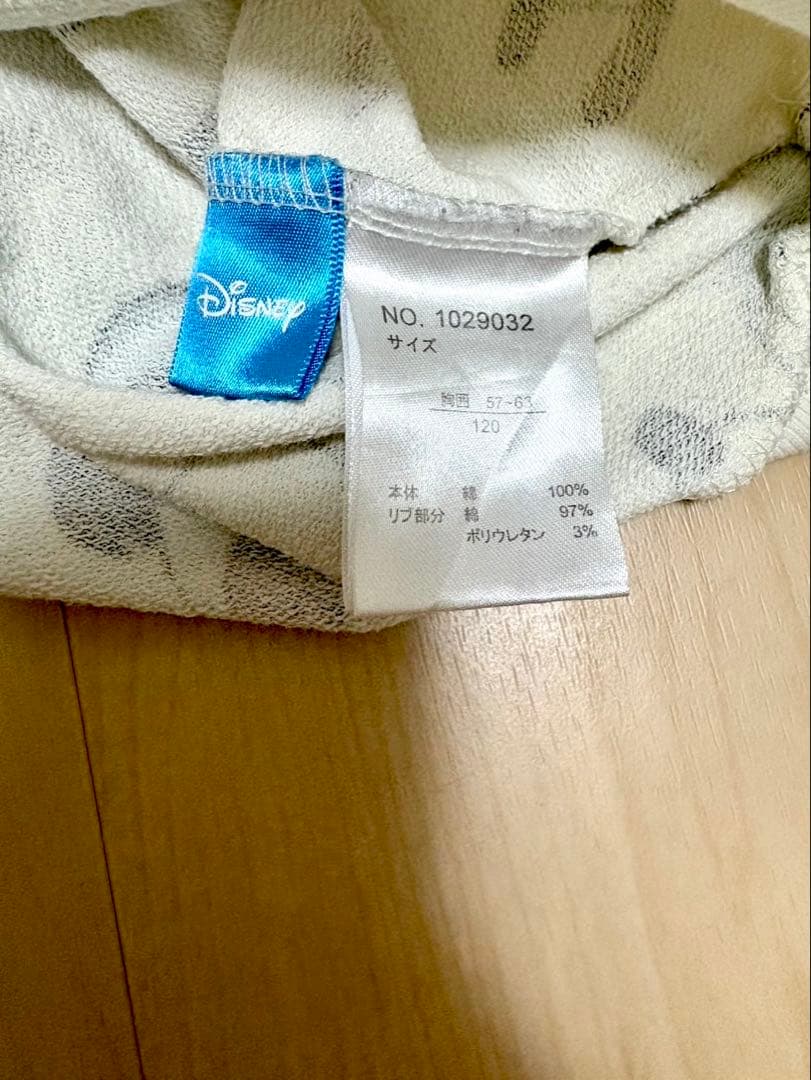 Disney
NO. 1029032
サイズ
胸囲 57~63
120
本体 綿 100%
リブ部分 綿 97%
ポリウレタン 3%